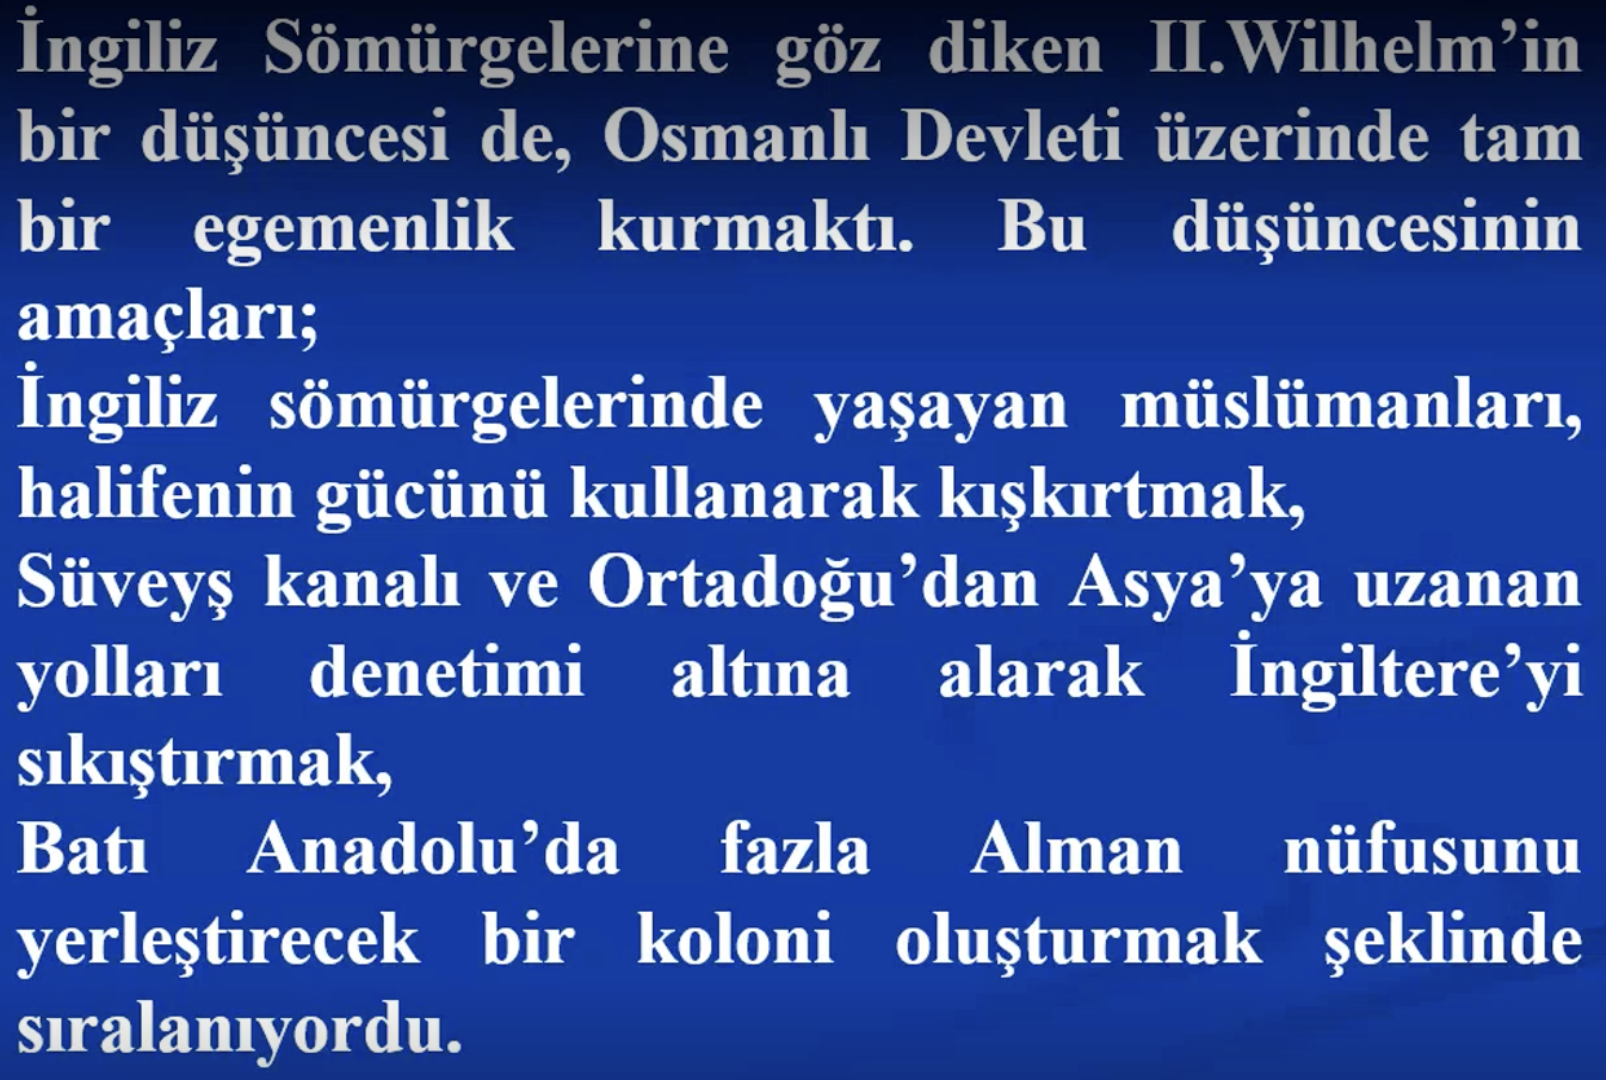 İngiliz Sömürgelerine göz diken II.Wilhelm’in
bir düşüncesi de, Osmanlı Devleti üzerinde tam
bir egemenlik kurmaktı. Bu düşüncesinin
amaçları;
İngiliz sömürgelerinde yaşayan müslümanları,
halifenin gücünü kullanarak kışkırtmak,
Süveyş kanalı ve Ortadoğu’dan Asya’ya uzanan
yolları denetimi altına alarak İngiltere’yi
sıkıştırmak,
Batı Anadolu’da fazla Alman nüfusunu
yerleştirecek bir koloni oluşturmak şeklinde
sıralanıyordu.